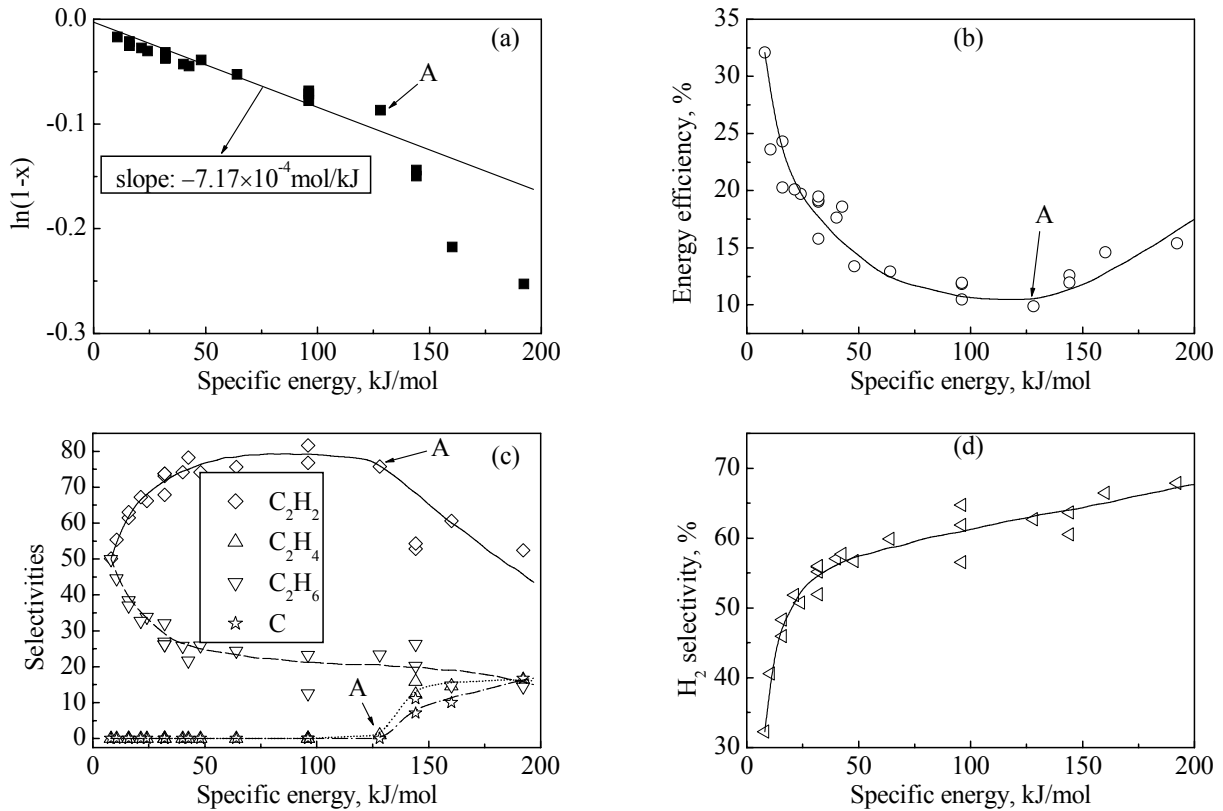 (a)
0.0
-0.1
-0.2
-0.3
ln(1-x)
A
slope: −7.17×10⁻⁴mol/kJ
0 50 100 150 200
Specific energy, kJ/mol
(b)
35
30
25
20
15
10
Energy efficiency, %
A
0 50 100 150 200
Specific energy, kJ/mol
(c)
80
70
60
50
40
30
20
10
0
Selectivities
A
C₂H₂
C₂H₄
C₂H₆
C
A
0 50 100 150 200
Specific energy, kJ/mol
(d)
70
60
50
40
30
H₂ selectivity, %
0 50 100 150 200
Specific energy, kJ/mol